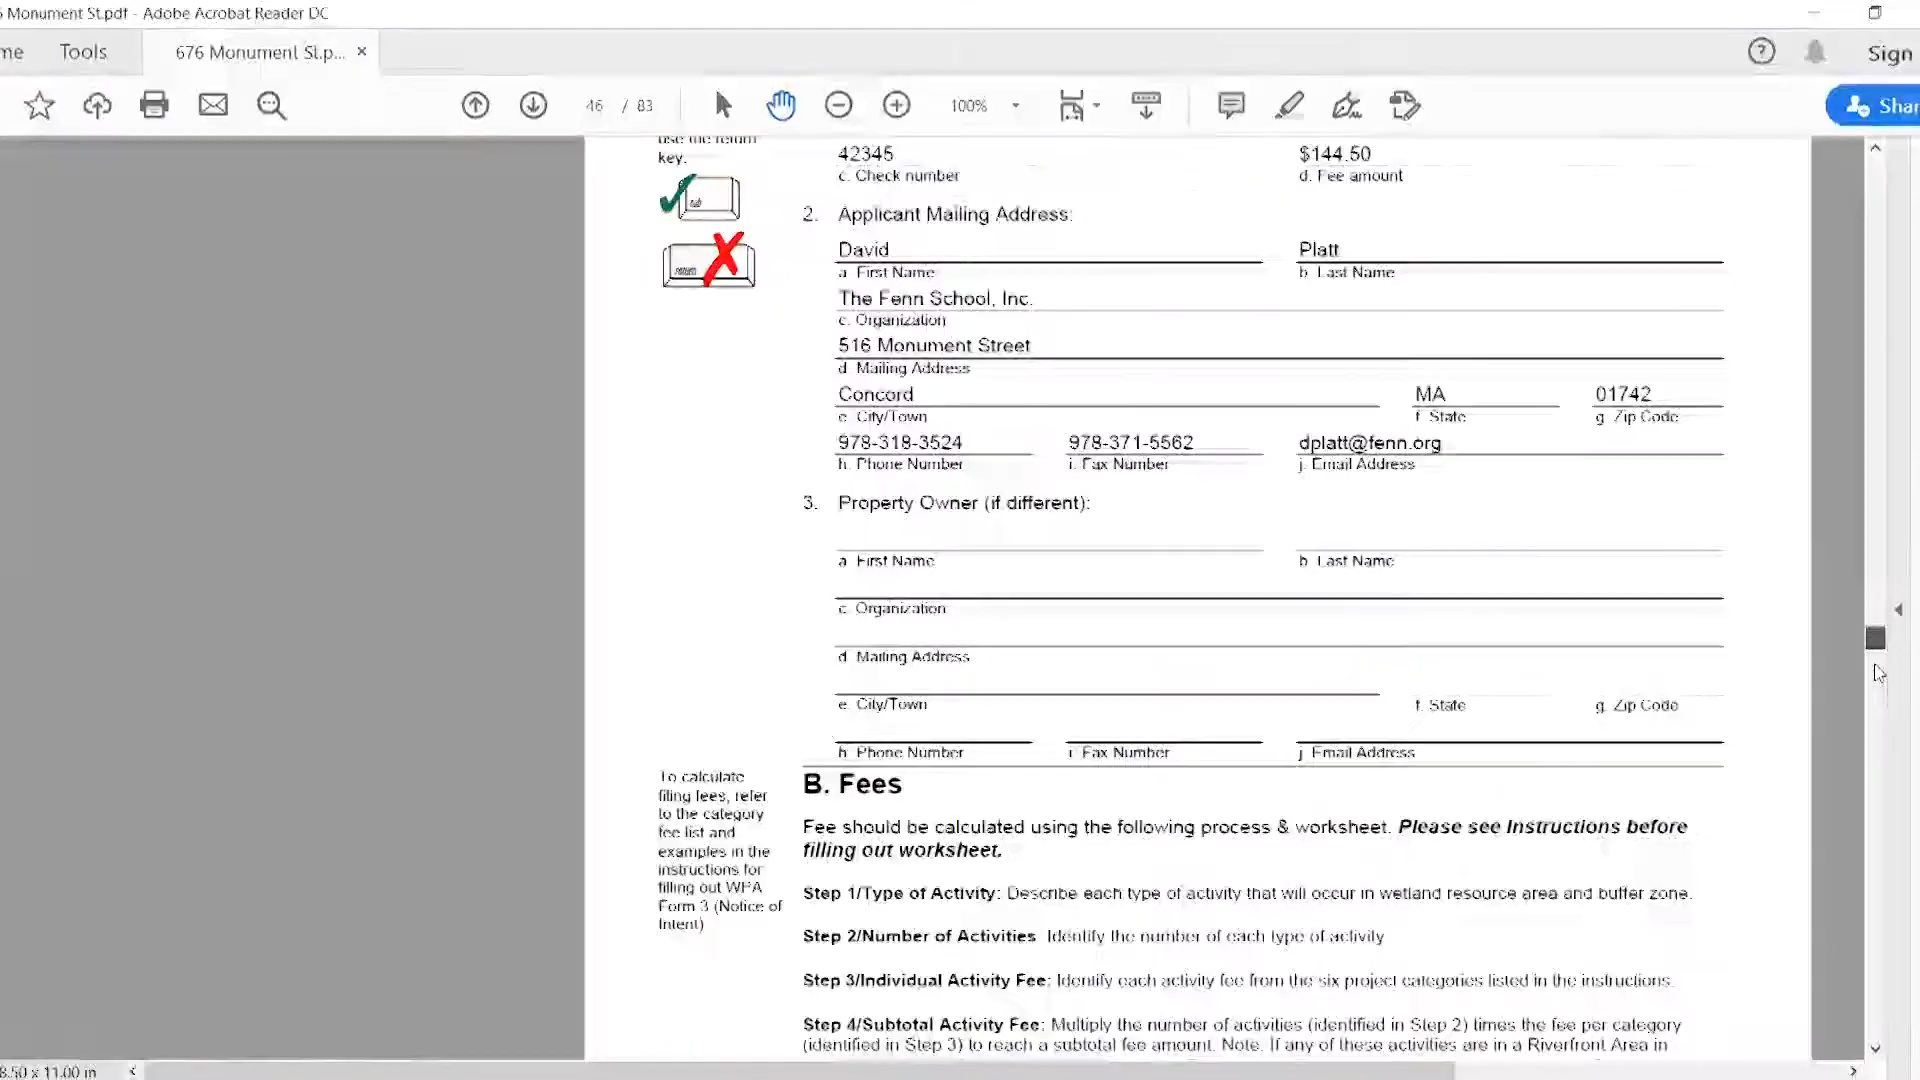 6 Monument St.pdf - Adobe Acrobat Reader DC
me Tools 676 Monument St.p... × Sign
46 / 83 100% Shar
use the return
key.
42345 $144.50
c. Check number d. Fee amount
tab
2. Applicant Mailing Address:
return
David Platt
a. First Name b. Last Name
The Fenn School, Inc.
c. Organization
516 Monument Street
d. Mailing Address
Concord MA 01742
e. City/Town f. State g. Zip Code
978-318-3524 978-371-5562 dplatt@fenn.org
h. Phone Number i. Fax Number j. Email Address
3. Property Owner (if different):
a. First Name b. Last Name
c. Organization
d. Mailing Address
e. City/Town f. State g. Zip Code
h. Phone Number i. Fax Number j. Email Address
To calculate
filing fees, refer
to the category
fee list and
examples in the
instructions for
filling out WPA
Form 3 (Notice of
Intent)
B. Fees
Fee should be calculated using the following process & worksheet. Please see Instructions before
filling out worksheet.
Step 1/Type of Activity: Describe each type of activity that will occur in wetland resource area and buffer zone.
Step 2/Number of Activities: Identify the number of each type of activity
Step 3/Individual Activity Fee: Identify each activity fee from the six project categories listed in the instructions.
Step 4/Subtotal Activity Fee: Multiply the number of activities (identified in Step 2) times the fee per category
(identified in Step 3) to reach a subtotal fee amount. Note: If any of these activities are in a Riverfront Area in
8.50 x 11.00 in